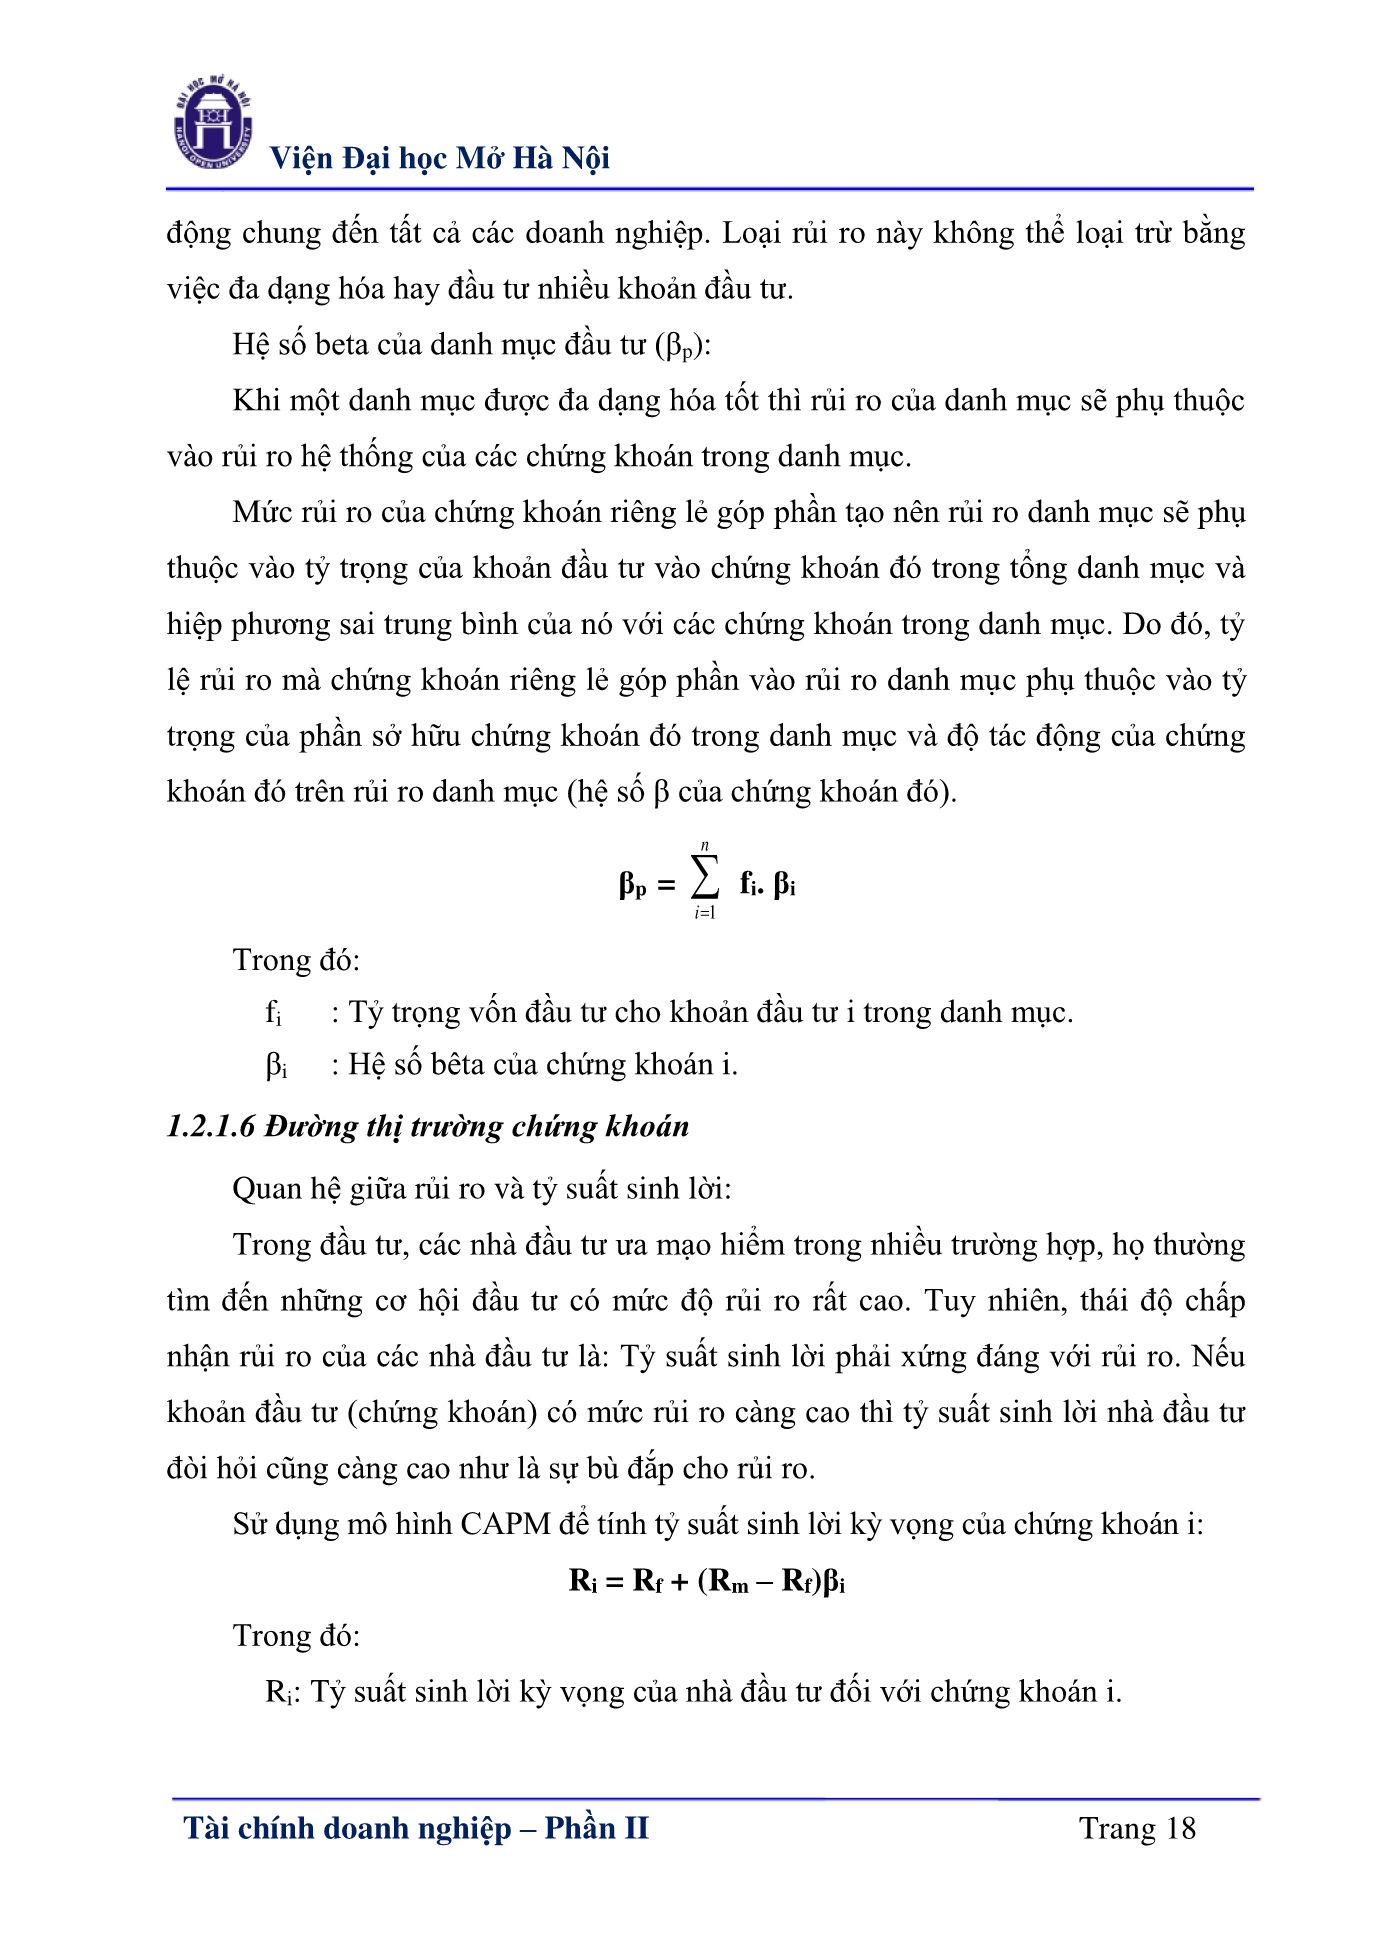 ĐẠI HỌC MỞ HÀ NỘI
HANOI OPEN UNIVERSITY
Viện Đại học Mở Hà Nội
động chung đến tất cả các doanh nghiệp. Loại rủi ro này không thể loại trừ bằng
việc đa dạng hóa hay đầu tư nhiều khoản đầu tư.
Hệ số beta của danh mục đầu tư (βp):
Khi một danh mục được đa dạng hóa tốt thì rủi ro của danh mục sẽ phụ thuộc
vào rủi ro hệ thống của các chứng khoán trong danh mục.
Mức rủi ro của chứng khoán riêng lẻ góp phần tạo nên rủi ro danh mục sẽ phụ
thuộc vào tỷ trọng của khoản đầu tư vào chứng khoán đó trong tổng danh mục và
hiệp phương sai trung bình của nó với các chứng khoán trong danh mục. Do đó, tỷ
lệ rủi ro mà chứng khoán riêng lẻ góp phần vào rủi ro danh mục phụ thuộc vào tỷ
trọng của phần sở hữu chứng khoán đó trong danh mục và độ tác động của chứng
khoán đó trên rủi ro danh mục (hệ số β của chứng khoán đó).
βp = ∑ⁿᵢ₌₁ fi. βi
Trong đó:
fi : Tỷ trọng vốn đầu tư cho khoản đầu tư i trong danh mục.
βi : Hệ số bêta của chứng khoán i.
1.2.1.6 Đường thị trường chứng khoán
Quan hệ giữa rủi ro và tỷ suất sinh lời:
Trong đầu tư, các nhà đầu tư ưa mạo hiểm trong nhiều trường hợp, họ thường
tìm đến những cơ hội đầu tư có mức độ rủi ro rất cao. Tuy nhiên, thái độ chấp
nhận rủi ro của các nhà đầu tư là: Tỷ suất sinh lời phải xứng đáng với rủi ro. Nếu
khoản đầu tư (chứng khoán) có mức rủi ro càng cao thì tỷ suất sinh lời nhà đầu tư
đòi hỏi cũng càng cao như là sự bù đắp cho rủi ro.
Sử dụng mô hình CAPM để tính tỷ suất sinh lời kỳ vọng của chứng khoán i:
Ri = Rf + (Rm – Rf)βi
Trong đó:
Ri: Tỷ suất sinh lời kỳ vọng của nhà đầu tư đối với chứng khoán i.
Tài chính doanh nghiệp – Phần II Trang 18